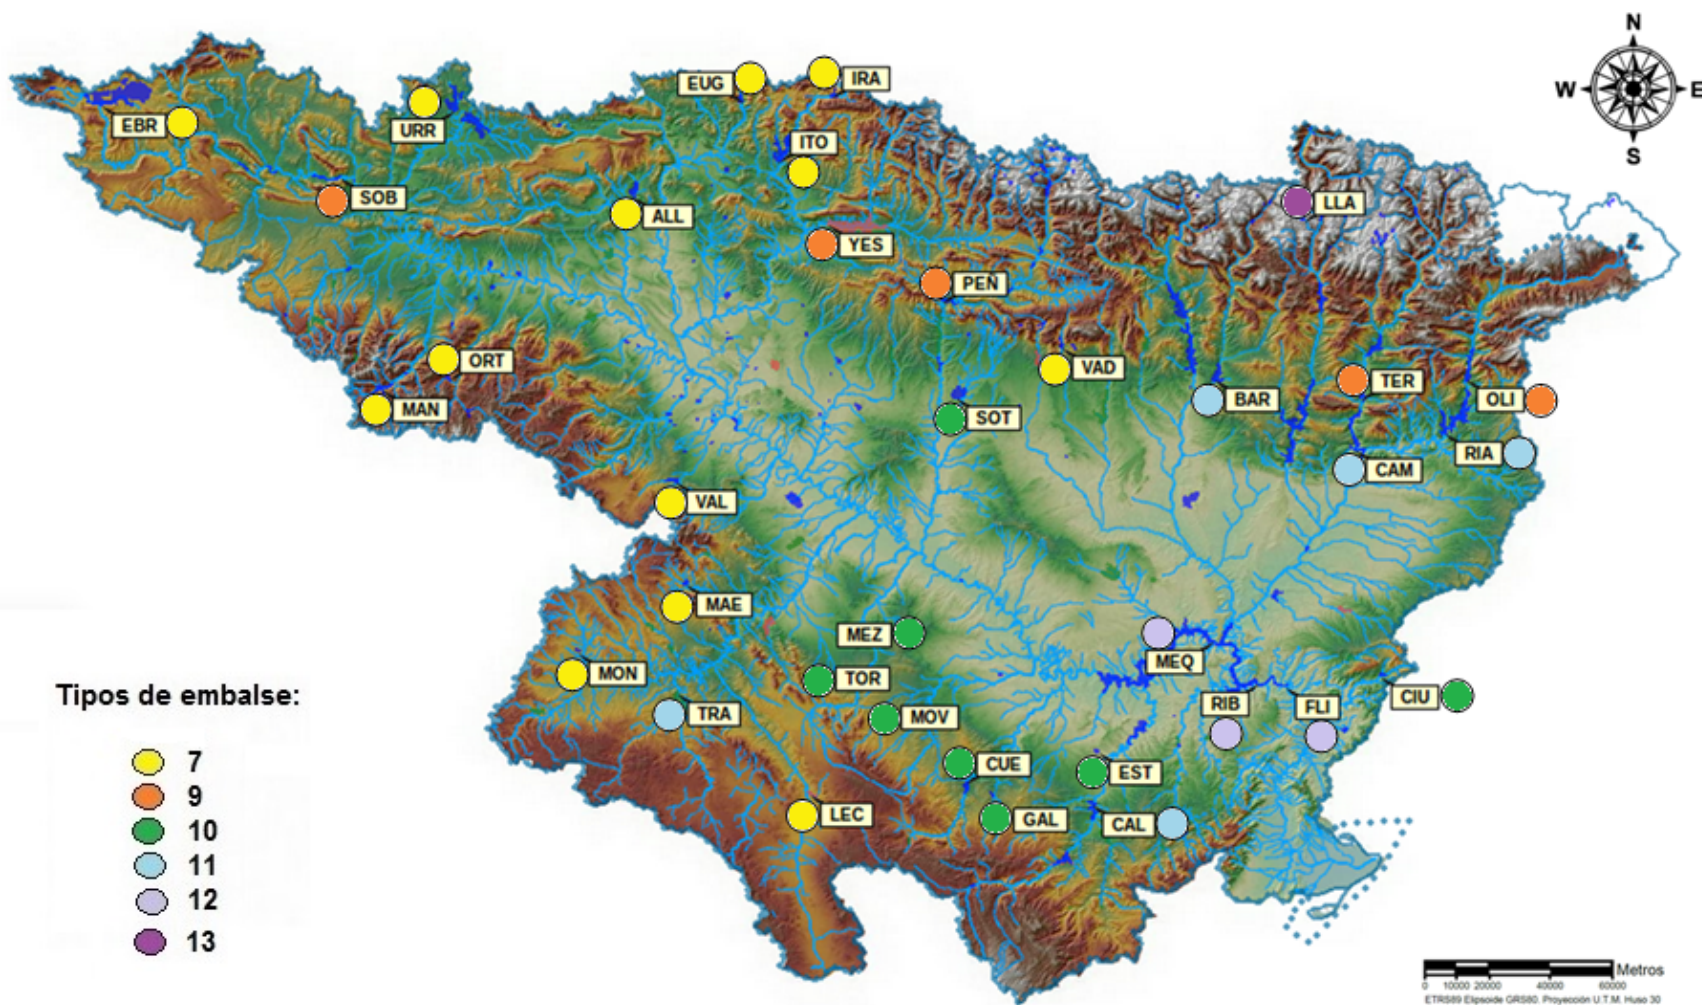 N
W
E
S
EUG
IRA
EBR
URR
ITO
SOB
ALL
LLA
YES
PEÑ
ORT
VAD
TER
MAN
BAR
OLI
SOT
RIA
CAM
VAL
MAE
MEZ
MEQ
MON
TOR
CIU
TRA
MOV
RIB
FLI
CUE
EST
LEC
GAL
CAL
Tipos de embalse:
7
9
10
11
12
13
Metros
0 10000 20000 40000 60000
ETRS89 Elipsoide GRS80. Proyección U.T.M. Huso 30